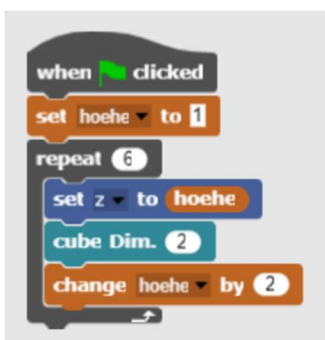 when clicked
set hoehe to 1
repeat 6
set z to hoehe
cube Dim. 2
change hoehe by 2